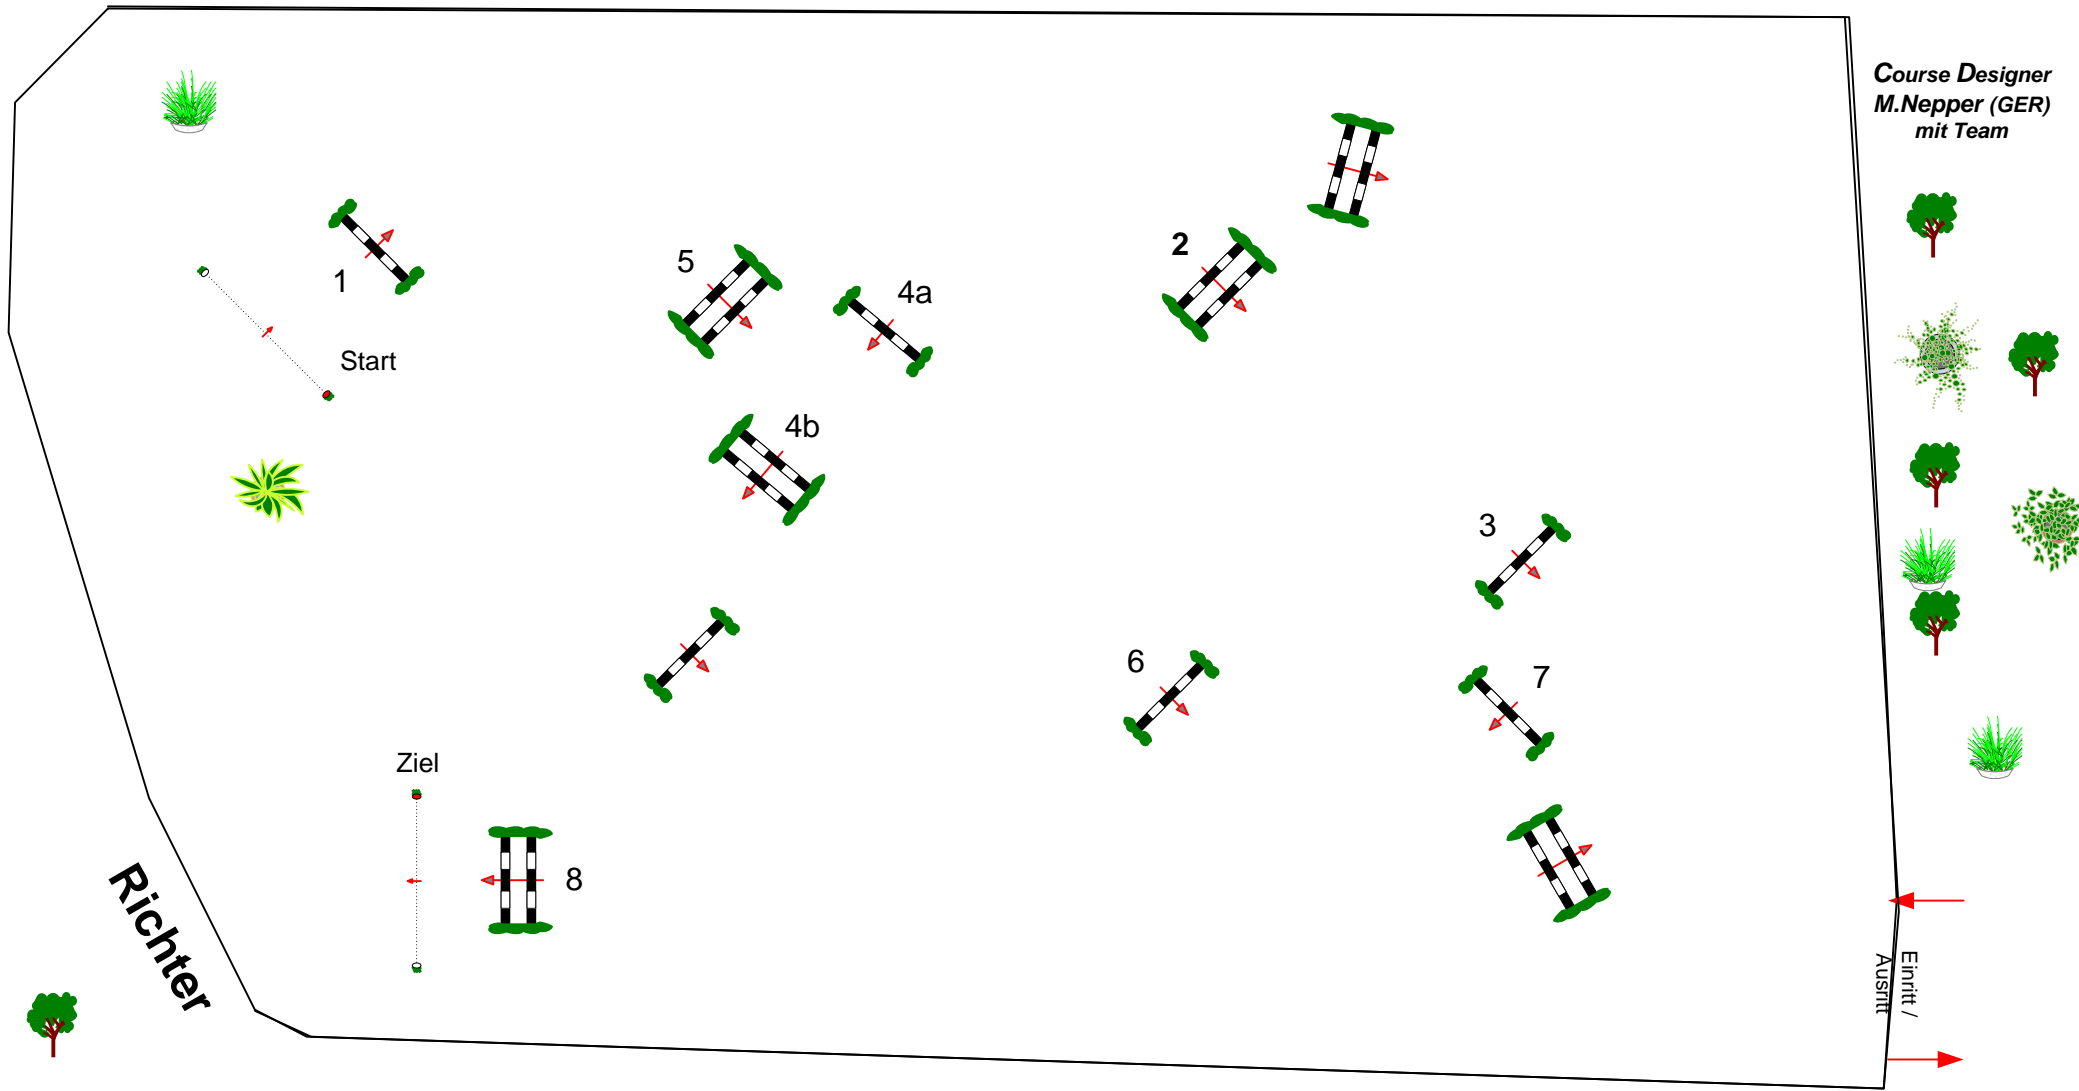 Course Designer
M.Nepper (GER)
mit Team
2
5
4a
1
Start
4b
3
6
7
Ziel
8
Richter
Einritt /
Ausritt